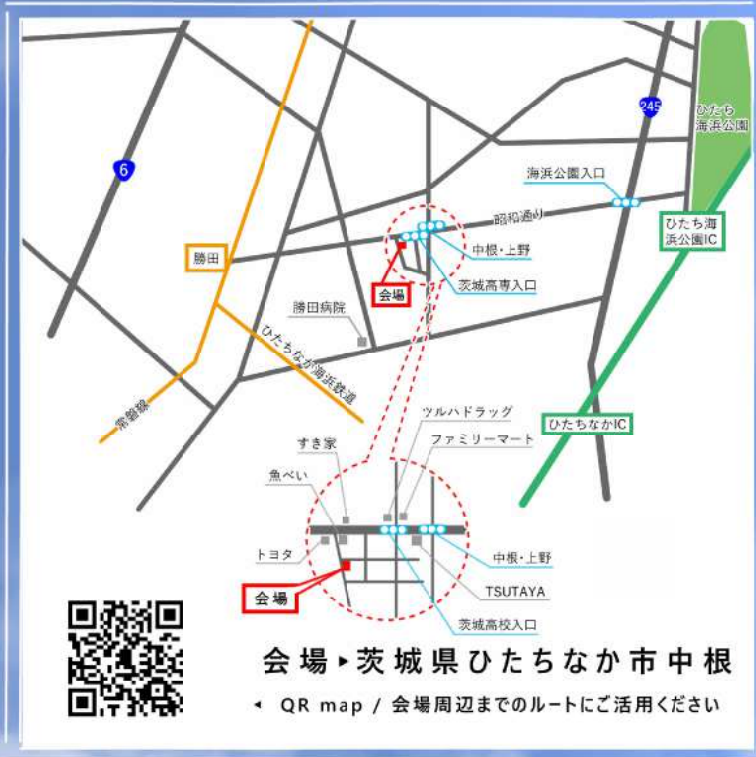 6
245
ひたち
海浜公園
海浜公園入口
昭和通り
ひたち海
浜公園IC
勝田
中根・上野
茨城高専入口
会場
勝田病院
ひたちなか海浜鉄道
常磐線
ひたちなかIC
ツルハドラッグ
すき家
ファミリーマート
魚べい
トヨタ
中根・上野
会場
TSUTAYA
茨城高校入口
会場▶茨城県ひたちなか市中根
◀ QR map / 会場周辺までのルートにご活用ください